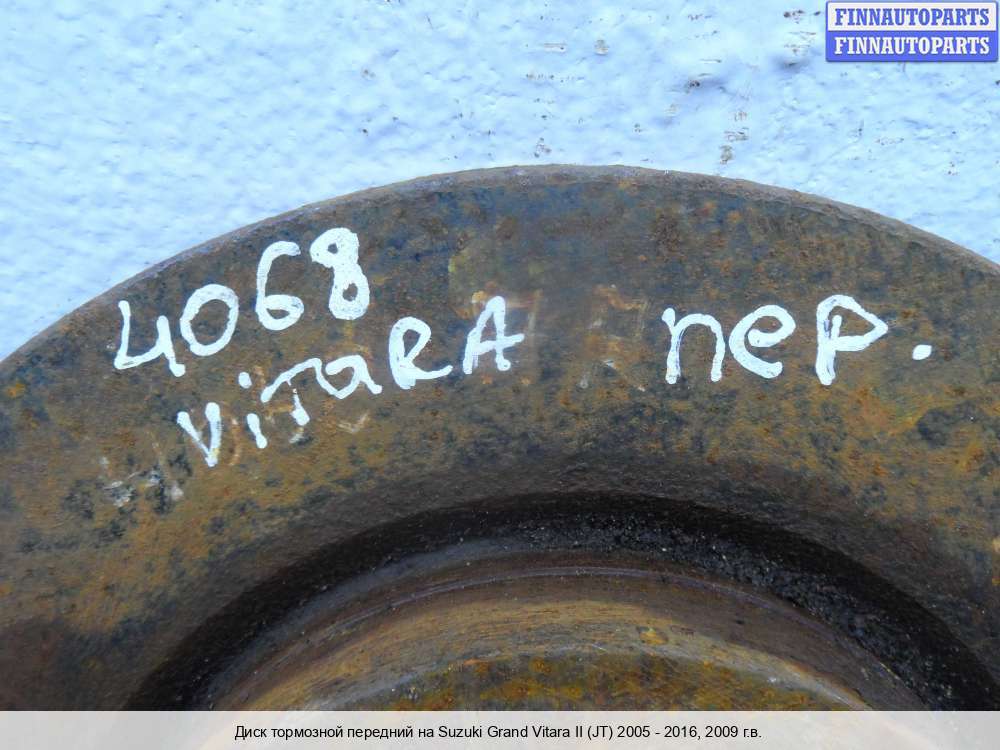 FINNAUTOPARTS
FINNAUTOPARTS
4068
ViTaRA пер.
Диск тормозной передний на Suzuki Grand Vitara II (JT) 2005 - 2016, 2009 г.в.